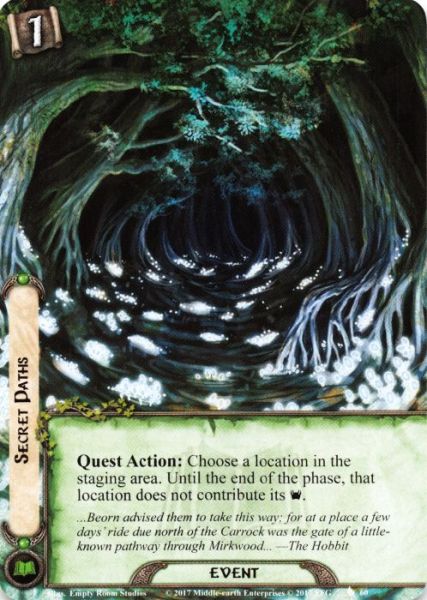 1
SECRET PATHS
Quest Action: Choose a location in the
staging area. Until the end of the phase, that
location does not contribute its .
...Beorn advised them to take this way; for at a place a few
days' ride due north of the Carrock was the gate of a little-
known pathway through Mirkwood... —The Hobbit
EVENT
Illus. Empty Room Studios © 2017 Middle-earth Enterprises © 2017 FFG 60